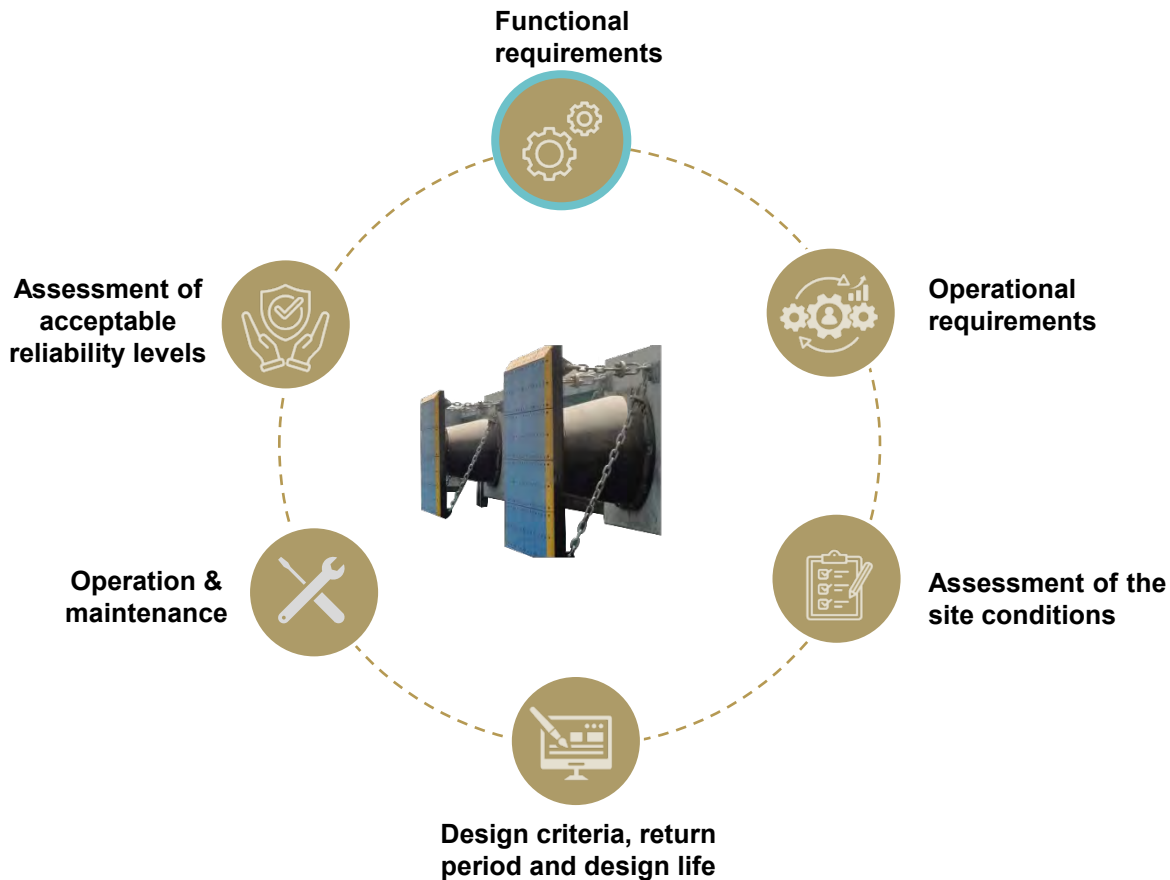 Functional
requirements
Operational
requirements
Assessment of the
site conditions
Design criteria, return
period and design life
Operation &
maintenance
Assessment of
acceptable
reliability levels